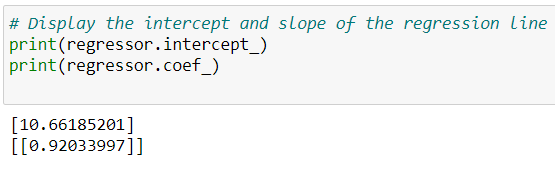 # Display the intercept and slope of the regression line
print(regressor.intercept_)
print(regressor.coef_)
[10.66185201]
[[0.92033997]]